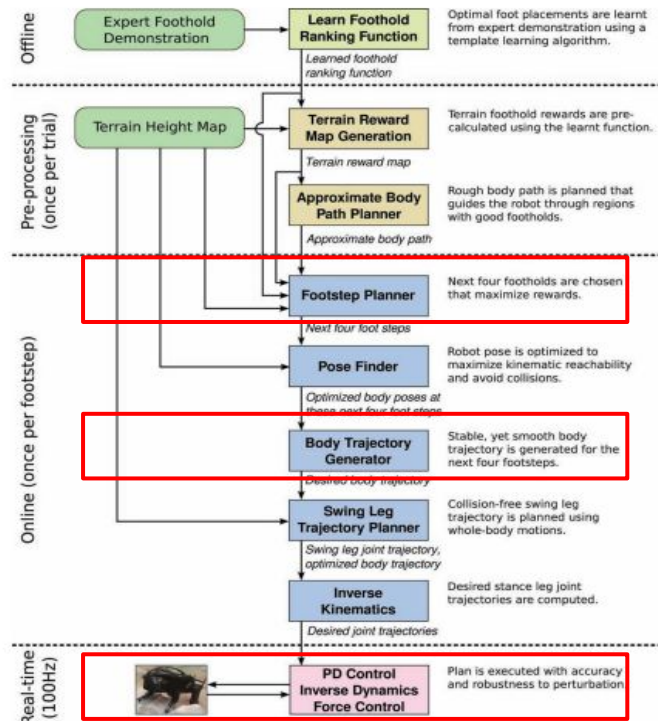 Offline
Expert Foothold
Demonstration
Learn Foothold
Ranking Function
Optimal foot placements are learnt
from expert demonstration using a
template learning algorithm.
Learned foothold
ranking function
Pre-processing
(once per trial)
Terrain Height Map
Terrain Reward
Map Generation
Terrain foothold rewards are pre-
calculated using the learnt function.
Terrain reward map
Approximate Body
Path Planner
Rough body path is planned that
guides the robot through regions
with good footholds.
Approximate body path
Online (once per footstep)
Footstep Planner
Next four footholds are chosen
that maximize rewards.
Next four foot steps
Pose Finder
Robot pose is optimized to
maximize kinematic reachability
and avoid collisions.
Optimized body poses at
these next four foot steps
Body Trajectory
Generator
Stable, yet smooth body
trajectory is generated for the
next four footsteps.
Desired body trajectory
Swing Leg
Trajectory Planner
Collision-free swing leg
trajectory is planned using
whole-body motions.
Swing leg joint trajectory,
optimized body trajectory
Inverse
Kinematics
Desired stance leg joint
trajectories are computed.
Desired joint trajectories
Real-time
(100Hz)
PD Control
Inverse Dynamics
Force Control
Plan is executed with accuracy
and robustness to perturbation